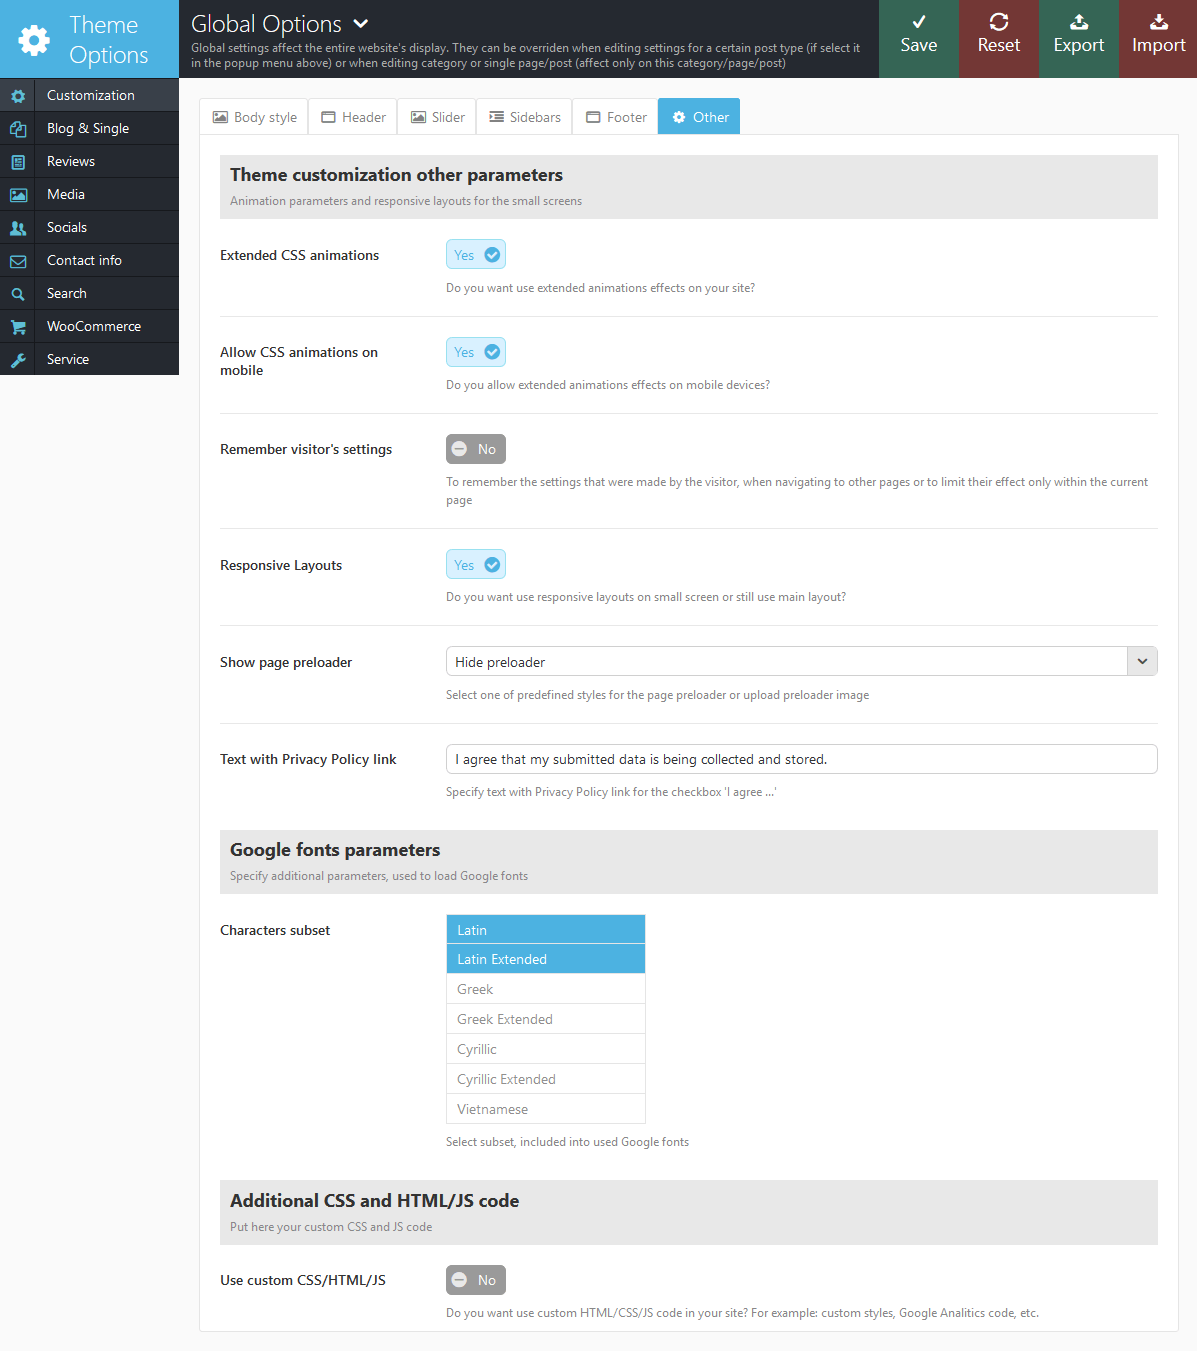 Theme
Options
Global Options
Global settings affect the entire website's display. They can be overriden when editing settings for a certain post type (if select it
in the popup menu above) or when editing category or single page/post (affect only on this category/page/post)
Save
Reset
Export
Import
Customization
Blog & Single
Reviews
Media
Socials
Contact info
Search
WooCommerce
Service
Body style
Header
Slider
Sidebars
Footer
Other
Theme customization other parameters
Animation parameters and responsive layouts for the small screens
Extended CSS animations
Yes
Do you want use extended animations effects on your site?
Allow CSS animations on
mobile
Yes
Do you allow extended animations effects on mobile devices?
Remember visitor's settings
No
To remember the settings that were made by the visitor, when navigating to other pages or to limit their effect only within the current
page
Responsive Layouts
Yes
Do you want use responsive layouts on small screen or still use main layout?
Show page preloader
Hide preloader
Select one of predefined styles for the page preloader or upload preloader image
Text with Privacy Policy link
I agree that my submitted data is being collected and stored.
Specify text with Privacy Policy link for the checkbox 'I agree ...'
Google fonts parameters
Specify additional parameters, used to load Google fonts
Characters subset
Latin
Latin Extended
Greek
Greek Extended
Cyrillic
Cyrillic Extended
Vietnamese
Select subset, included into used Google fonts
Additional CSS and HTML/JS code
Put here your custom CSS and JS code
Use custom CSS/HTML/JS
No
Do you want use custom HTML/CSS/JS code in your site? For example: custom styles, Google Analitics code, etc.